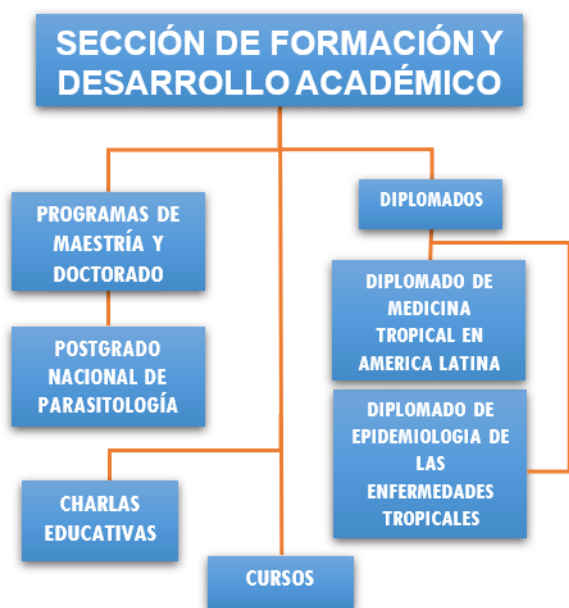 SECCIÓN DE FORMACIÓN Y
DESARROLLO ACADÉMICO
PROGRAMAS DE
MAESTRÍA Y
DOCTORADO
POSTGRADO
NACIONAL DE
PARASITOLOGÍA
DIPLOMADOS
DIPLOMADO DE
MEDICINA
TROPICAL EN
AMERICA LATINA
DIPLOMADO DE
EPIDEMIOLOGIA DE
LAS
ENFERMEDADES
TROPICALES
CHARLAS
EDUCATIVAS
CURSOS